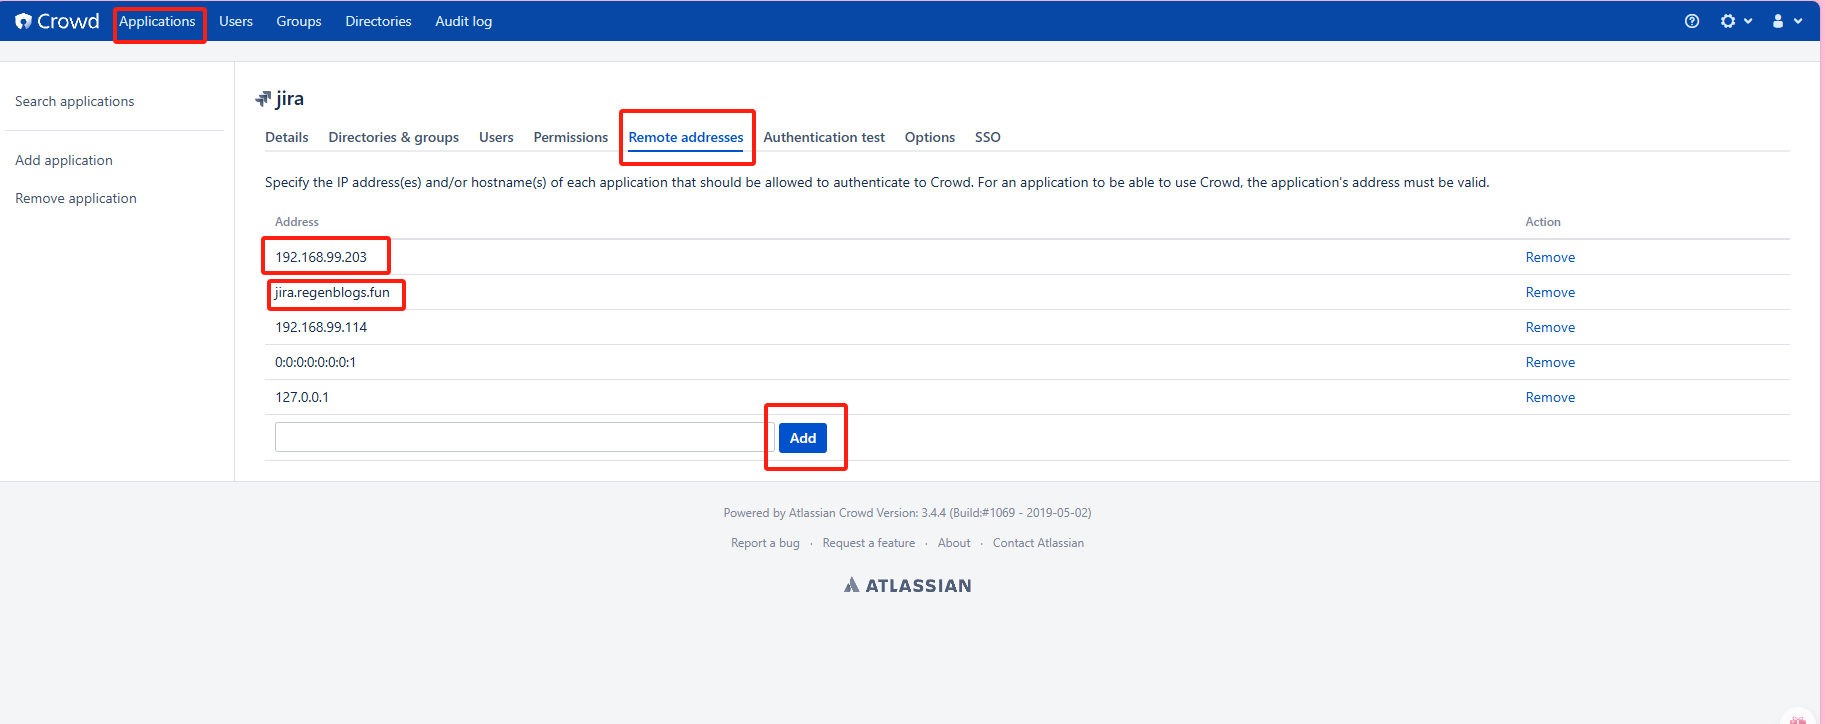 Crowd Applications Users Groups Directories Audit log
Search applications
Add application
Remove application
jira
Details Directories & groups Users Permissions Remote addresses Authentication test Options SSO
Specify the IP address(es) and/or hostname(s) of each application that should be allowed to authenticate to Crowd. For an application to be able to use Crowd, the application's address must be valid.
Address Action
192.168.99.203 Remove
jira.regenblogs.fun Remove
192.168.99.114 Remove
0:0:0:0:0:0:0:1 Remove
127.0.0.1 Remove
Add
Powered by Atlassian Crowd Version: 3.4.4 (Build:#1069 - 2019-05-02)
Report a bug · Request a feature · About · Contact Atlassian
ATLASSIAN